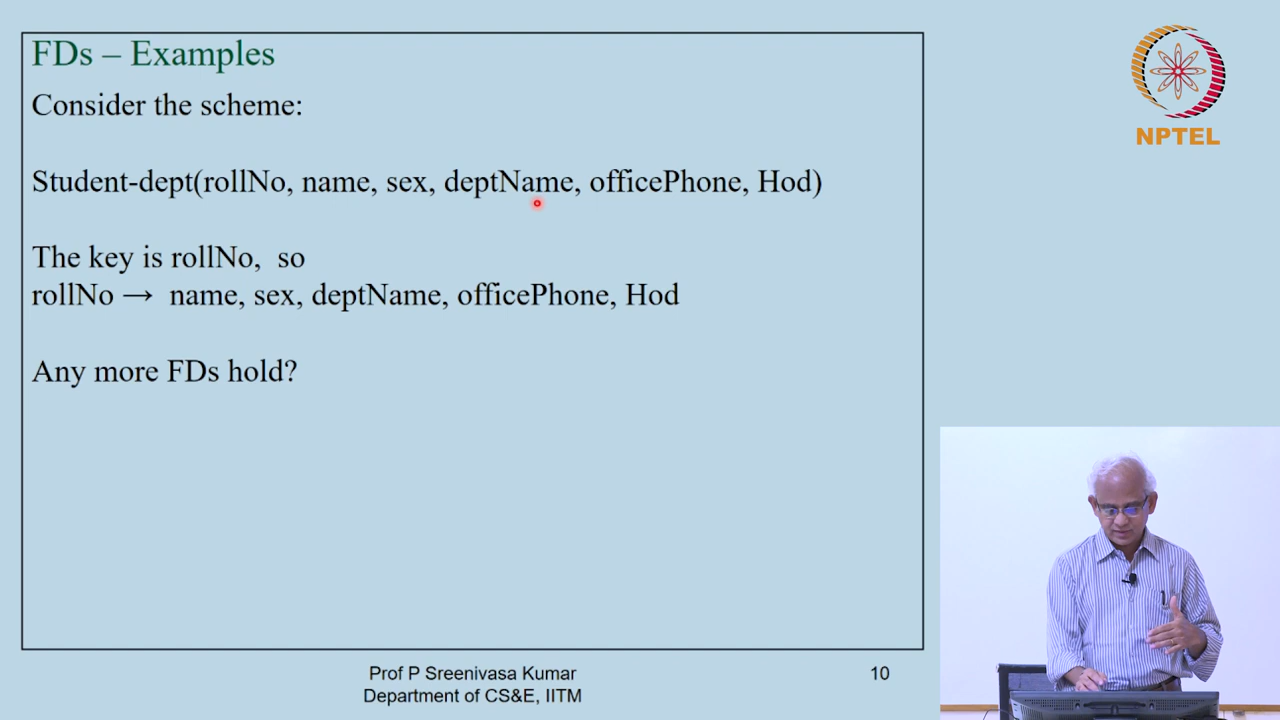 FDs – Examples
Consider the scheme:
Student-dept(rollNo, name, sex, deptName, officePhone, Hod)
The key is rollNo,  so
rollNo → name, sex, deptName, officePhone, Hod
Any more FDs hold?
NPTEL
Prof P Sreenivasa Kumar
Department of CS&E, IITM
10